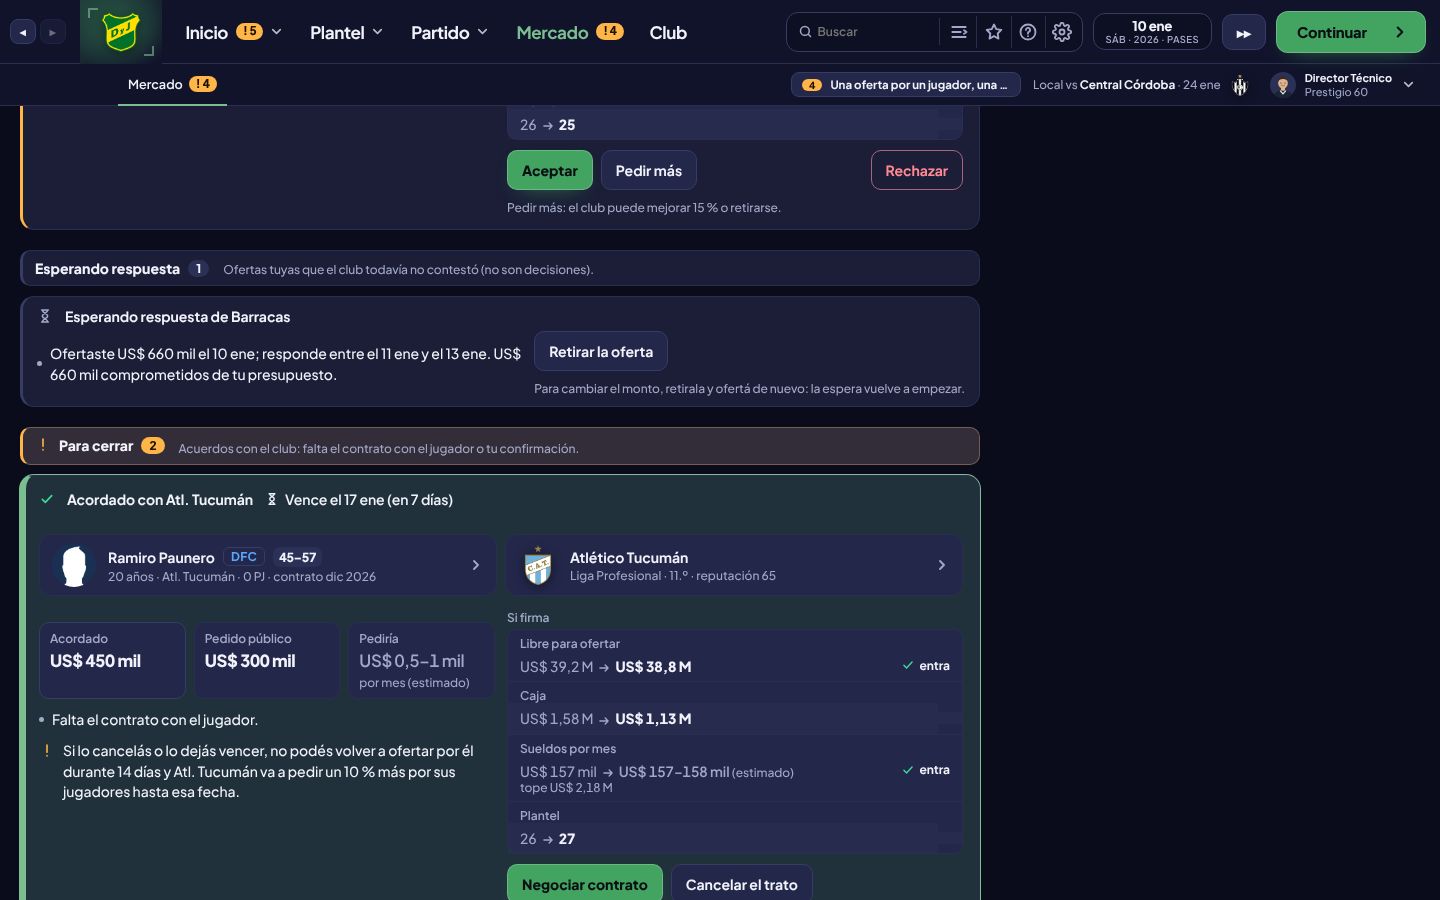 Inicio ! 5
Plantel
Partido
Mercado ! 4
Club
Buscar
10 ene
SÁB · 2026 · PASES
Continuar
Mercado ! 4
4 Una oferta por un jugador, una ...
Local vs Central Córdoba · 24 ene
Director Técnico
Prestigio 60
26 → 25
Aceptar
Pedir más
Rechazar
Pedir más: el club puede mejorar 15 % o retirarse.
Esperando respuesta 1 Ofertas tuyas que el club todavía no contestó (no son decisiones).
Esperando respuesta de Barracas
Ofertaste US$ 660 mil el 10 ene; responde entre el 11 ene y el 13 ene. US$
660 mil comprometidos de tu presupuesto.
Retirar la oferta
Para cambiar el monto, retirala y ofertá de nuevo: la espera vuelve a empezar.
! Para cerrar 2 Acuerdos con el club: falta el contrato con el jugador o tu confirmación.
Acordado con Atl. Tucumán Vence el 17 ene (en 7 días)
Ramiro Paunero DFC 45–57
20 años · Atl. Tucumán · 0 PJ · contrato dic 2026
C.A.T.
Atlético Tucumán
Liga Profesional · 11.º · reputación 65
Acordado
US$ 450 mil
Pedido público
US$ 300 mil
Pediría
US$ 0,5–1 mil
por mes (estimado)
Falta el contrato con el jugador.
! Si lo cancelás o lo dejás vencer, no podés volver a ofertar por él
durante 14 días y Atl. Tucumán va a pedir un 10 % más por sus
jugadores hasta esa fecha.
Si firma
Libre para ofertar
US$ 39,2 M → US$ 38,8 M entra
Caja
US$ 1,58 M → US$ 1,13 M
Sueldos por mes
US$ 157 mil → US$ 157–158 mil (estimado) entra
tope US$ 2,18 M
Plantel
26 → 27
Negociar contrato
Cancelar el trato